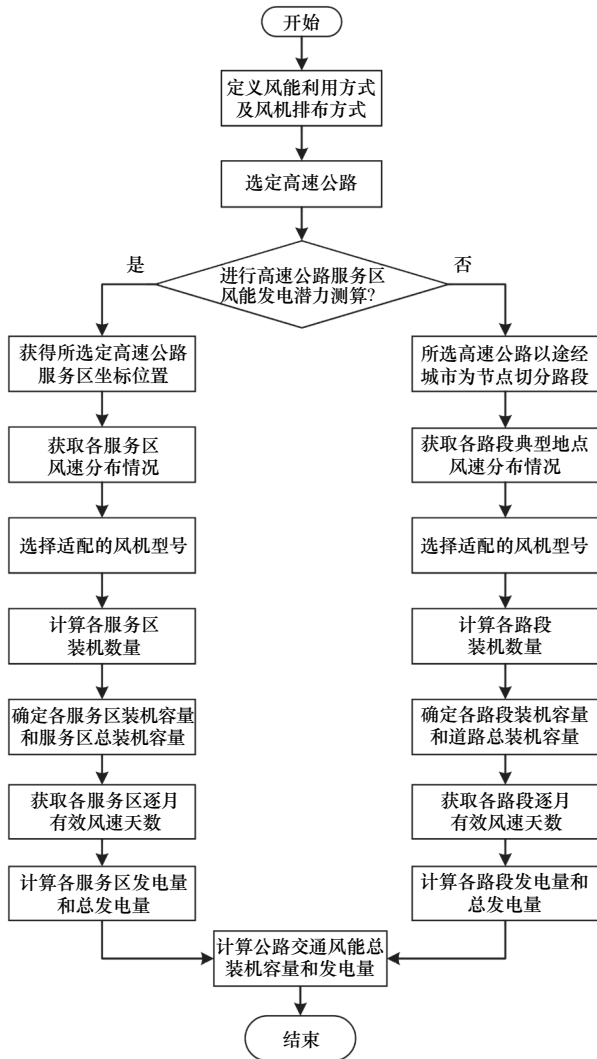 开始
定义风能利用方式
及风机排布方式
选定高速公路
进行高速公路服务区
风能发电潜力测算?
是
否
获得所选定高速公路
服务区坐标位置
获取各服务区
风速分布情况
选择适配的风机型号
计算各服务区
装机数量
确定各服务区装机容量
和服务区总装机容量
获取各服务区逐月
有效风速天数
计算各服务区发电量
和总发电量
所选高速公路以途经
城市为节点切分路段
获取各路段典型地点
风速分布情况
选择适配的风机型号
计算各路段
装机数量
确定各路段装机容量
和道路总装机容量
获取各路段逐月
有效风速天数
计算各路段发电量和
总发电量
计算公路交通风能总
装机容量和发电量
结束